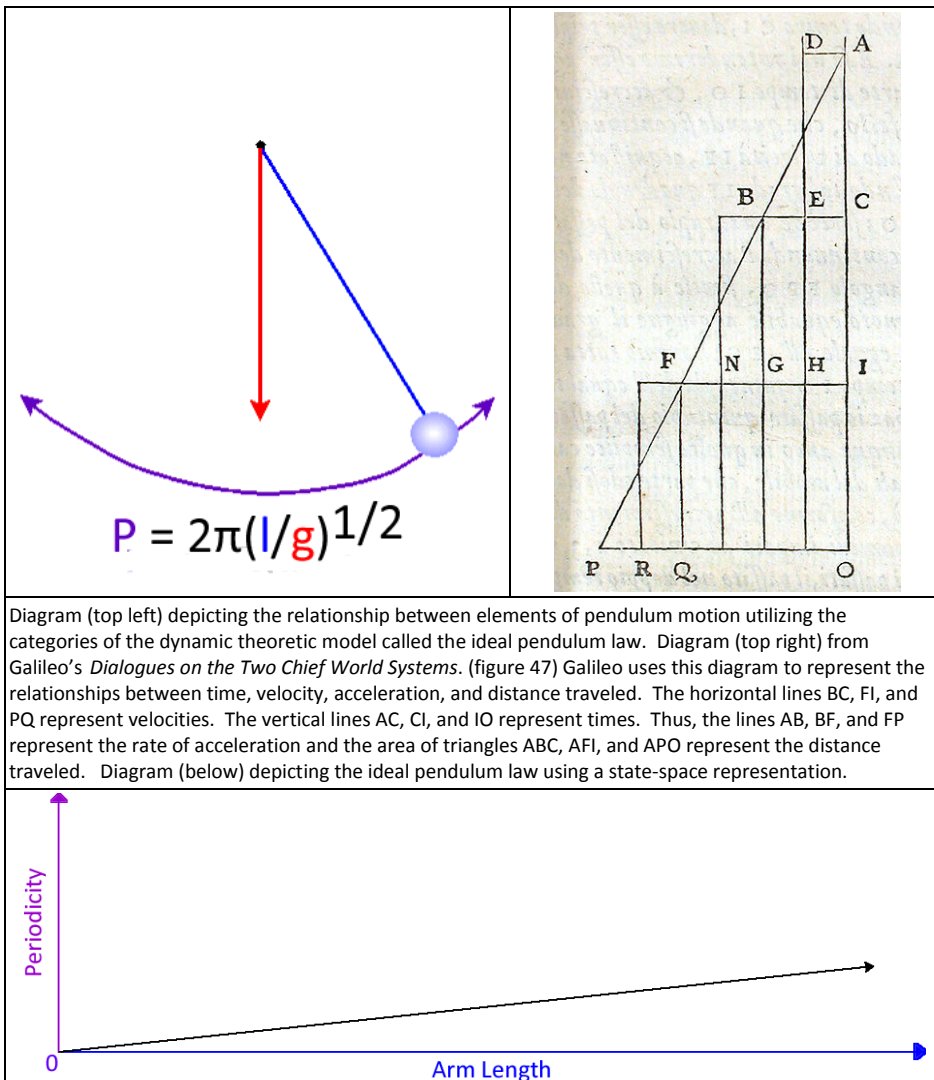 P = 2π(l/g)1/2
D A
B E C
F N G H I
P R Q O
Diagram (top left) depicting the relationship between elements of pendulum motion utilizing the
categories of the dynamic theoretic model called the ideal pendulum law.  Diagram (top right) from
Galileo's Dialogues on the Two Chief World Systems. (figure 47) Galileo uses this diagram to represent the
relationships between time, velocity, acceleration, and distance traveled.  The horizontal lines BC, FI, and
PQ represent velocities.  The vertical lines AC, CI, and IO represent times.  Thus, the lines AB, BF, and FP
represent the rate of acceleration and the area of triangles ABC, AFI, and APO represent the distance
traveled.   Diagram (below) depicting the ideal pendulum law using a state-space representation.
Periodicity
0
Arm Length